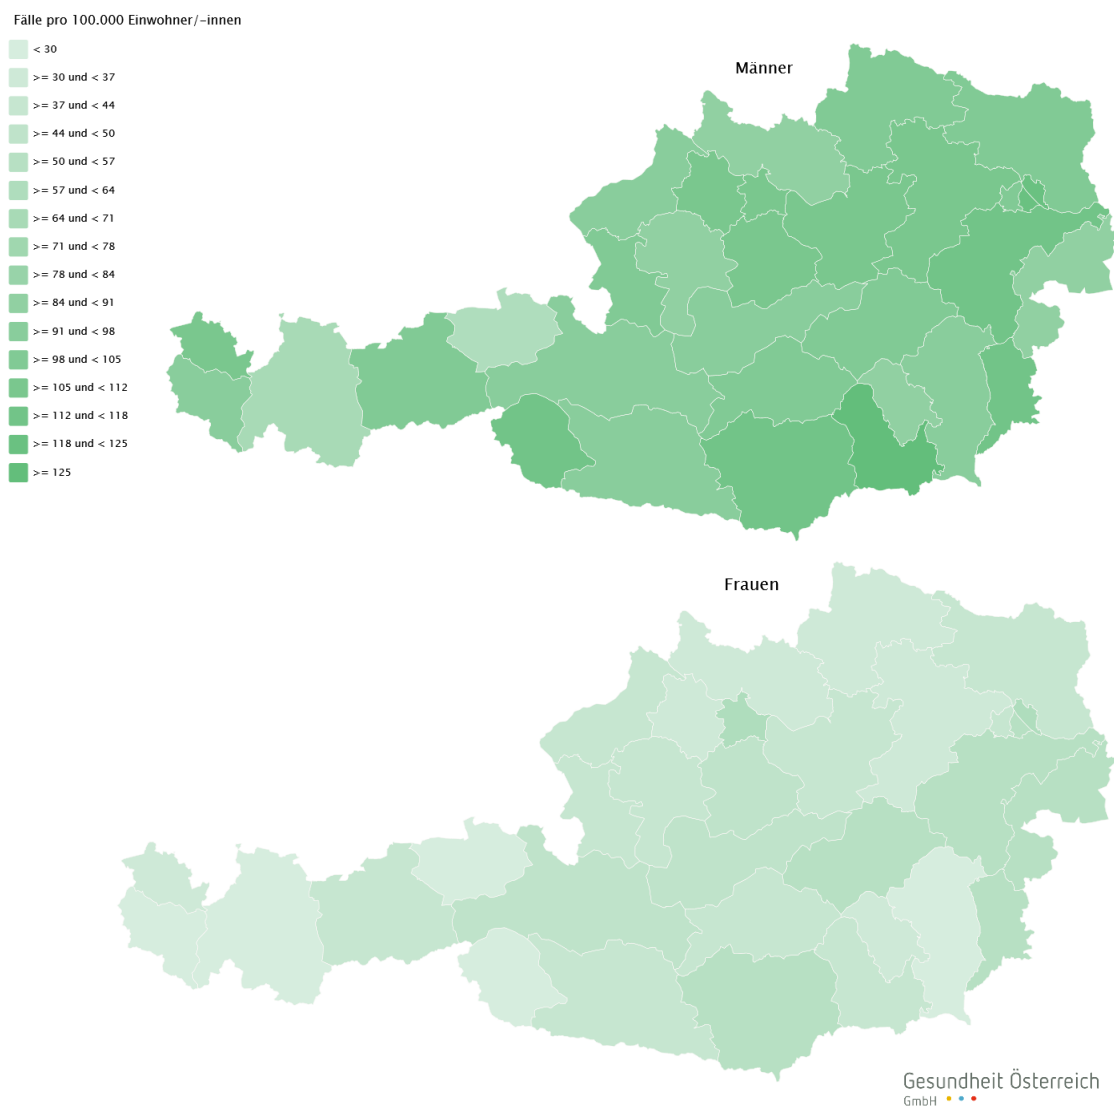 Fälle pro 100.000 Einwohner/-innen
< 30
>= 30 und < 37
>= 37 und < 44
>= 44 und < 50
>= 50 und < 57
>= 57 und < 64
>= 64 und < 71
>= 71 und < 78
>= 78 und < 84
>= 84 und < 91
>= 91 und < 98
>= 98 und < 105
>= 105 und < 112
>= 112 und < 118
>= 118 und < 125
>= 125
Männer
Frauen
Gesundheit Österreich
GmbH